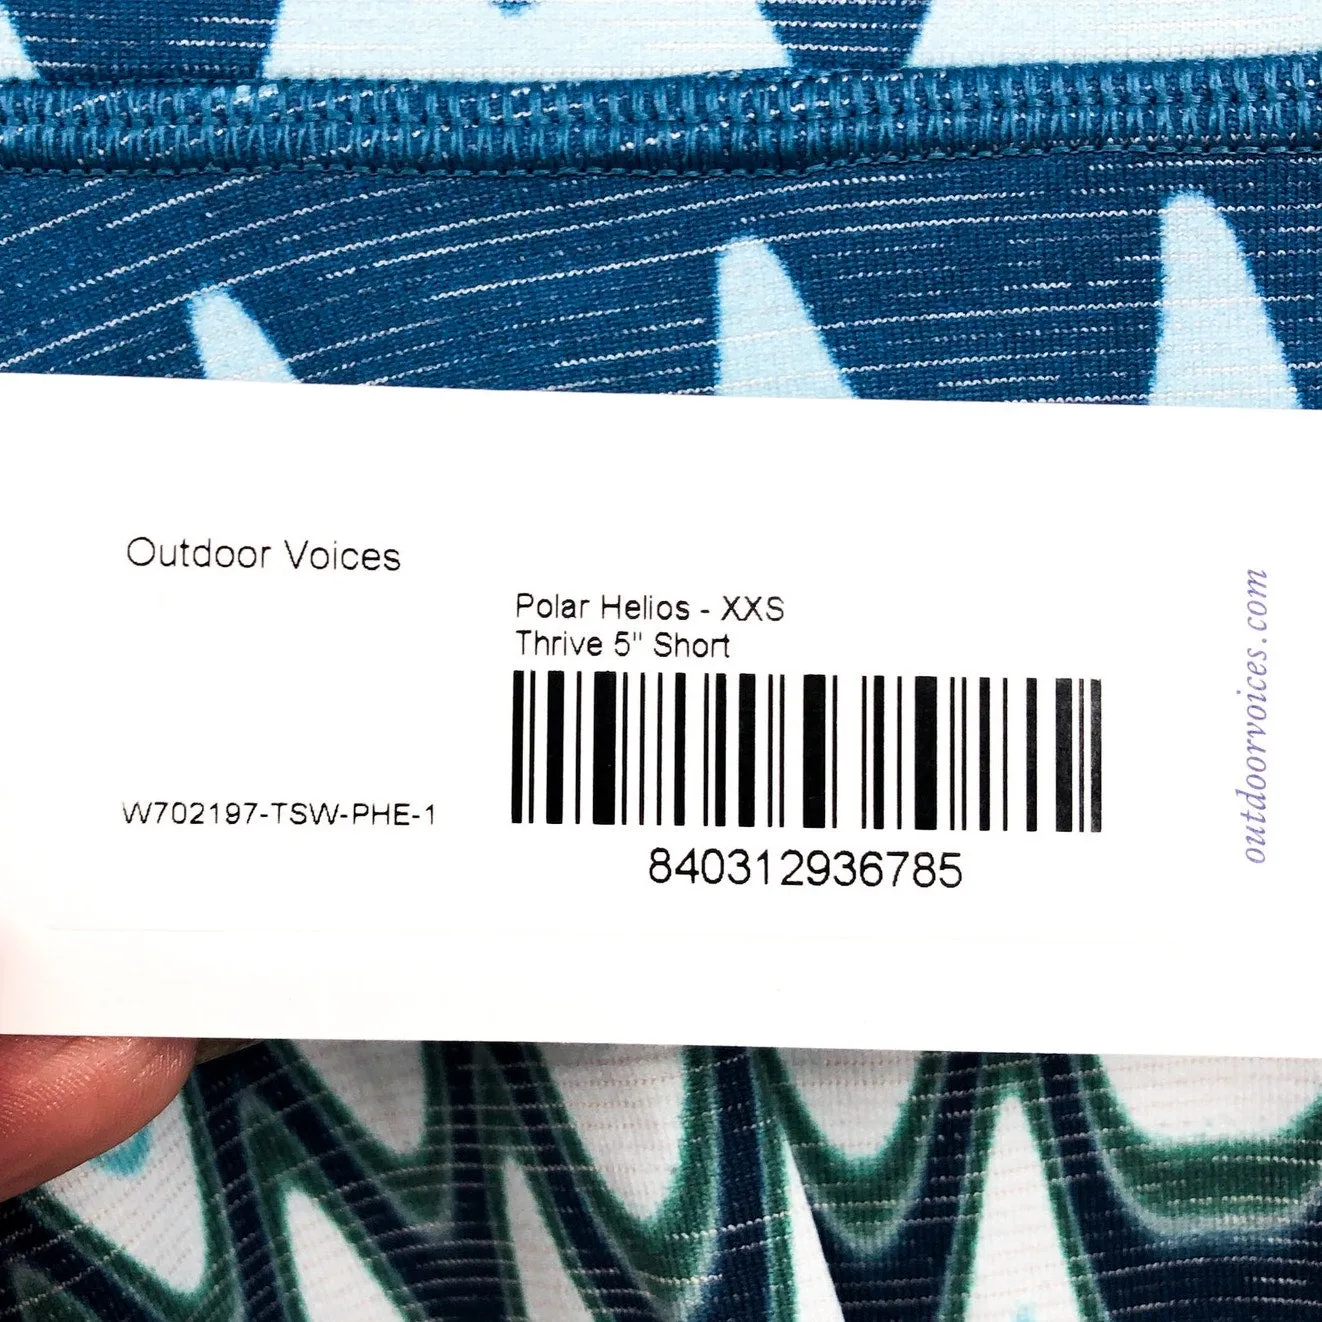 Outdoor Voices
Polar Helios - XXS
Thrive 5" Short
W702197-TSW-PHE-1
840312936785
outdoorvoices.com